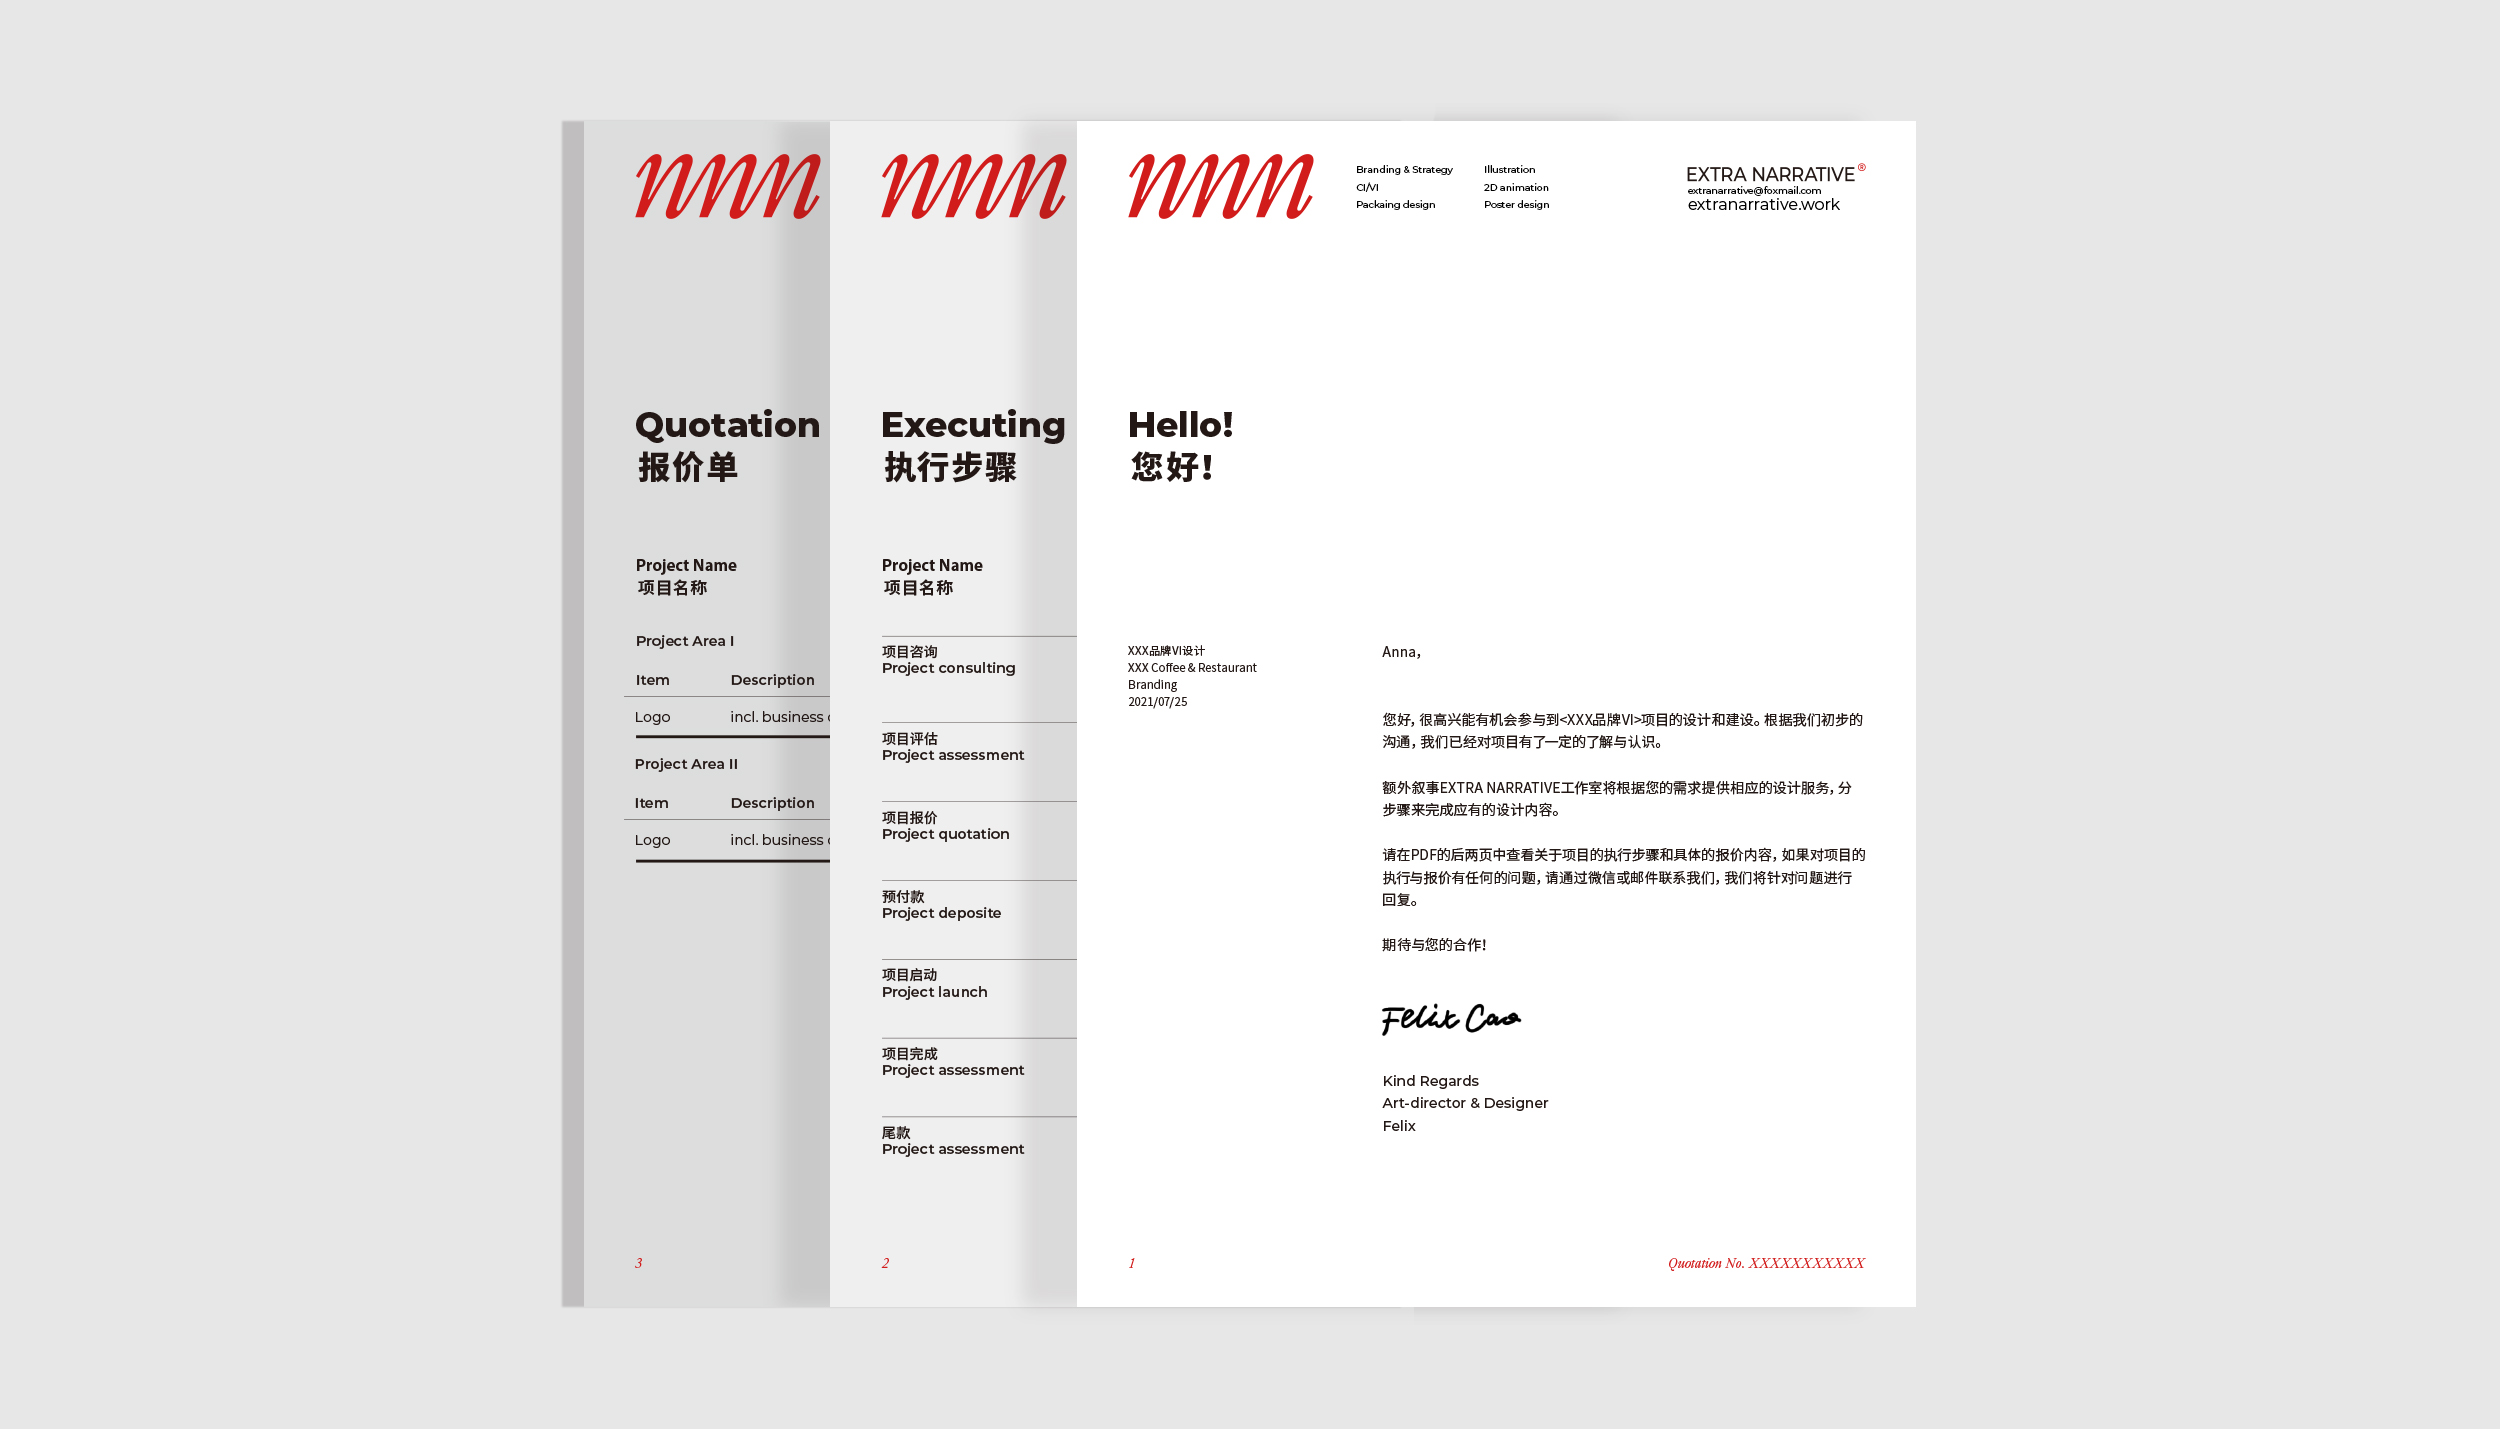 Quotation
报价单
Project Name
项目名称
Project Area I
Item Description
Logo incl. business
Project Area II
Item Description
Logo incl. business
3
Executing
执行步骤
Project Name
项目名称
项目咨询
Project consulting
项目评估
Project assessment
项目报价
Project quotation
预付款
Project deposite
项目启动
Project launch
项目完成
Project assessment
尾款
Project assessment
2
Branding & Strategy
CI/VI
Packaing design
Illustration
2D animation
Poster design
EXTRA NARRATIVE®
extranarrative@foxmail.com
extranarrative.work
Hello!
您好!
XXX品牌VI设计
XXX Coffee & Restaurant
Branding
2021/07/25
Anna,
您好, 很高兴能有机会参与到<XXX品牌VI>项目的设计和建设。根据我们初步的
沟通, 我们已经对项目有了一定的了解与认识。
额外叙事EXTRA NARRATIVE工作室将根据您的需求提供相应的设计服务, 分
步骤来完成应有的设计内容。
请在PDF的后两页中查看关于项目的执行步骤和具体的报价内容, 如果对项目的
执行与报价有任何的问题, 请通过微信或邮件联系我们, 我们将针对问题进行
回复。
期待与您的合作!
Felix Cao
Kind Regards
Art-director & Designer
Felix
1
Quotation No. XXXXXXXXXXX